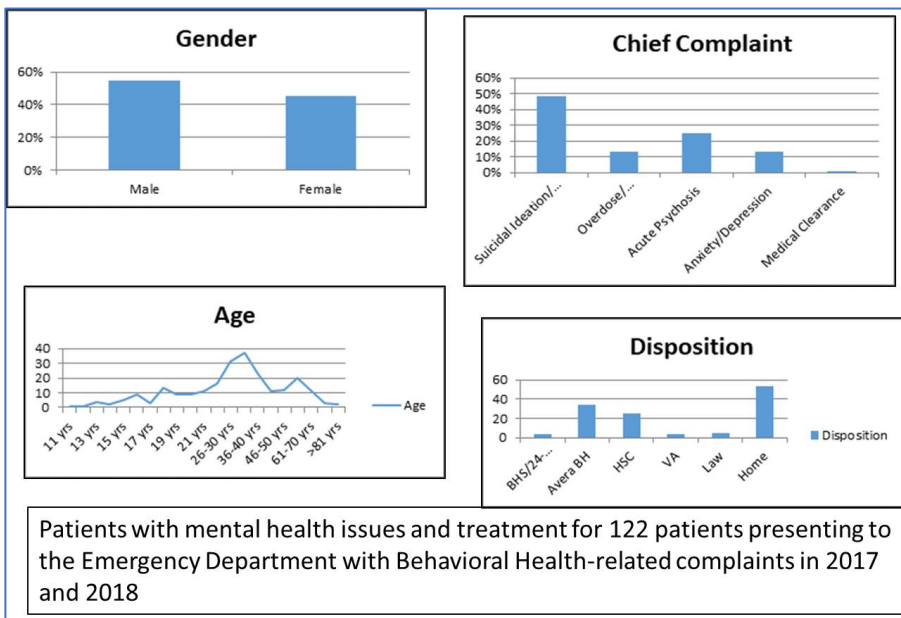 Gender
60%
40%
20%
0%
Male Female
Chief Complaint
60%
50%
40%
30%
20%
10%
0%
Suicidal Ideation/...
Overdose/...
Acute Psychosis
Anxiety/Depression
Medical Clearance
Age
40
30
20
10
0
11 yrs
13 yrs
15 yrs
17 yrs
19 yrs
21 yrs
26-30 yrs
36-40 yrs
46-50 yrs
61-70 yrs
>81 yrs
Age
Disposition
60
40
20
0
BHS/24-...
Avera BH
HSC
VA
Law
Home
Disposition
Patients with mental health issues and treatment for 122 patients presenting to
the Emergency Department with Behavioral Health-related complaints in 2017
and 2018